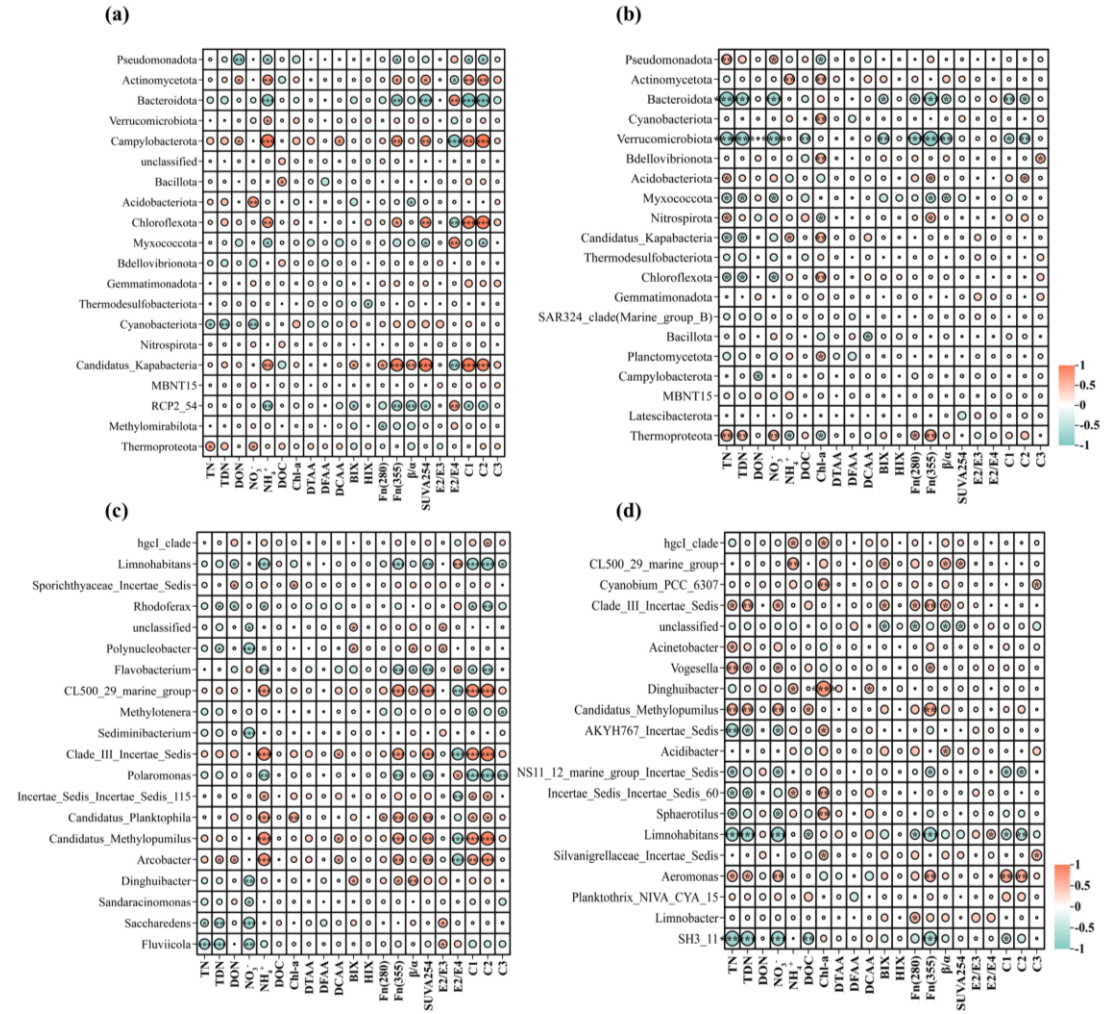 (a)
Pseudomonadota
Actinomycetota
Bacteroidota
Verrucomicrobiota
Campylobacterota
unclassified
Bacillota
Acidobacteriota
Chloroflexota
Myxococcota
Bdellovibrionota
Gemmatimonadota
Thermodesulfobacteriota
Cyanobacteriota
Nitrospirota
Candidatus_Kapabacteria
MBNT15
RCP2_54
Methylomirabilota
Thermoproteota
TN TDN DON NO₃⁻ NH₄⁺ DOC Chl-a DTAA DFAA DCAA BIX HIX Fn(280) Fn(355) β/α SUVA254 E2/E3 E2/E4 C1 C2 C3
(b)
Pseudomonadota
Actinomycetota
Bacteroidota
Cyanobacteriota
Verrucomicrobiota
Bdellovibrionota
Acidobacteriota
Myxococcota
Nitrospirota
Candidatus_Kapabacteria
Thermodesulfobacteriota
Chloroflexota
Gemmatimonadota
SAR324_clade(Marine_group_B)
Bacillota
Planctomycetota
Campylobacterota
MBNT15
Latescibacterota
Thermoproteota
TN TDN DON NO₃⁻ NH₄⁺ DOC Chl-a DTAA DFAA DCAA BIX HIX Fn(280) Fn(355) β/α SUVA254 E2/E3 E2/E4 C1 C2 C3
1
0.5
0
-0.5
-1
(c)
hgcI_clade
Limnohabitans
Sporichthyaceae_Incertae_Sedis
Rhodoferax
unclassified
Polynucleobacter
Flavobacterium
CL500_29_marine_group
Methylotenera
Sediminibacterium
Clade_III_Incertae_Sedis
Polaromonas
Incertae_Sedis_Incertae_Sedis_115
Candidatus_Planktophila
Candidatus_Methylopumilus
Arcobacter
Dinghuibacter
Sandaracinomonas
Saccharedens
Fluviicola
TN TDN DON NO₃⁻ NH₄⁺ DOC Chl-a DTAA DFAA DCAA BIX HIX Fn(280) Fn(355) β/α SUVA254 E2/E3 E2/E4 C1 C2 C3
(d)
hgcI_clade
CL500_29_marine_group
Cyanobium_PCC_6307
Clade_III_Incertae_Sedis
unclassified
Acinetobacter
Vogesella
Dinghuibacter
Candidatus_Methylopumilus
AKYH767_Incertae_Sedis
Acidibacter
NS11_12_marine_group_Incertae_Sedis
Incertae_Sedis_Incertae_Sedis_60
Sphaerotilus
Limnohabitans
Silvanigrellaceae_Incertae_Sedis
Aeromonas
Planktothrix_NIVA_CYA_15
Limnobacter
SH3_11
TN TDN DON NO₃⁻ NH₄⁺ DOC Chl-a DTAA DFAA DCAA BIX HIX Fn(280) Fn(355) β/α SUVA254 E2/E3 E2/E4 C1 C2 C3
1
0.5
0
-0.5
-1